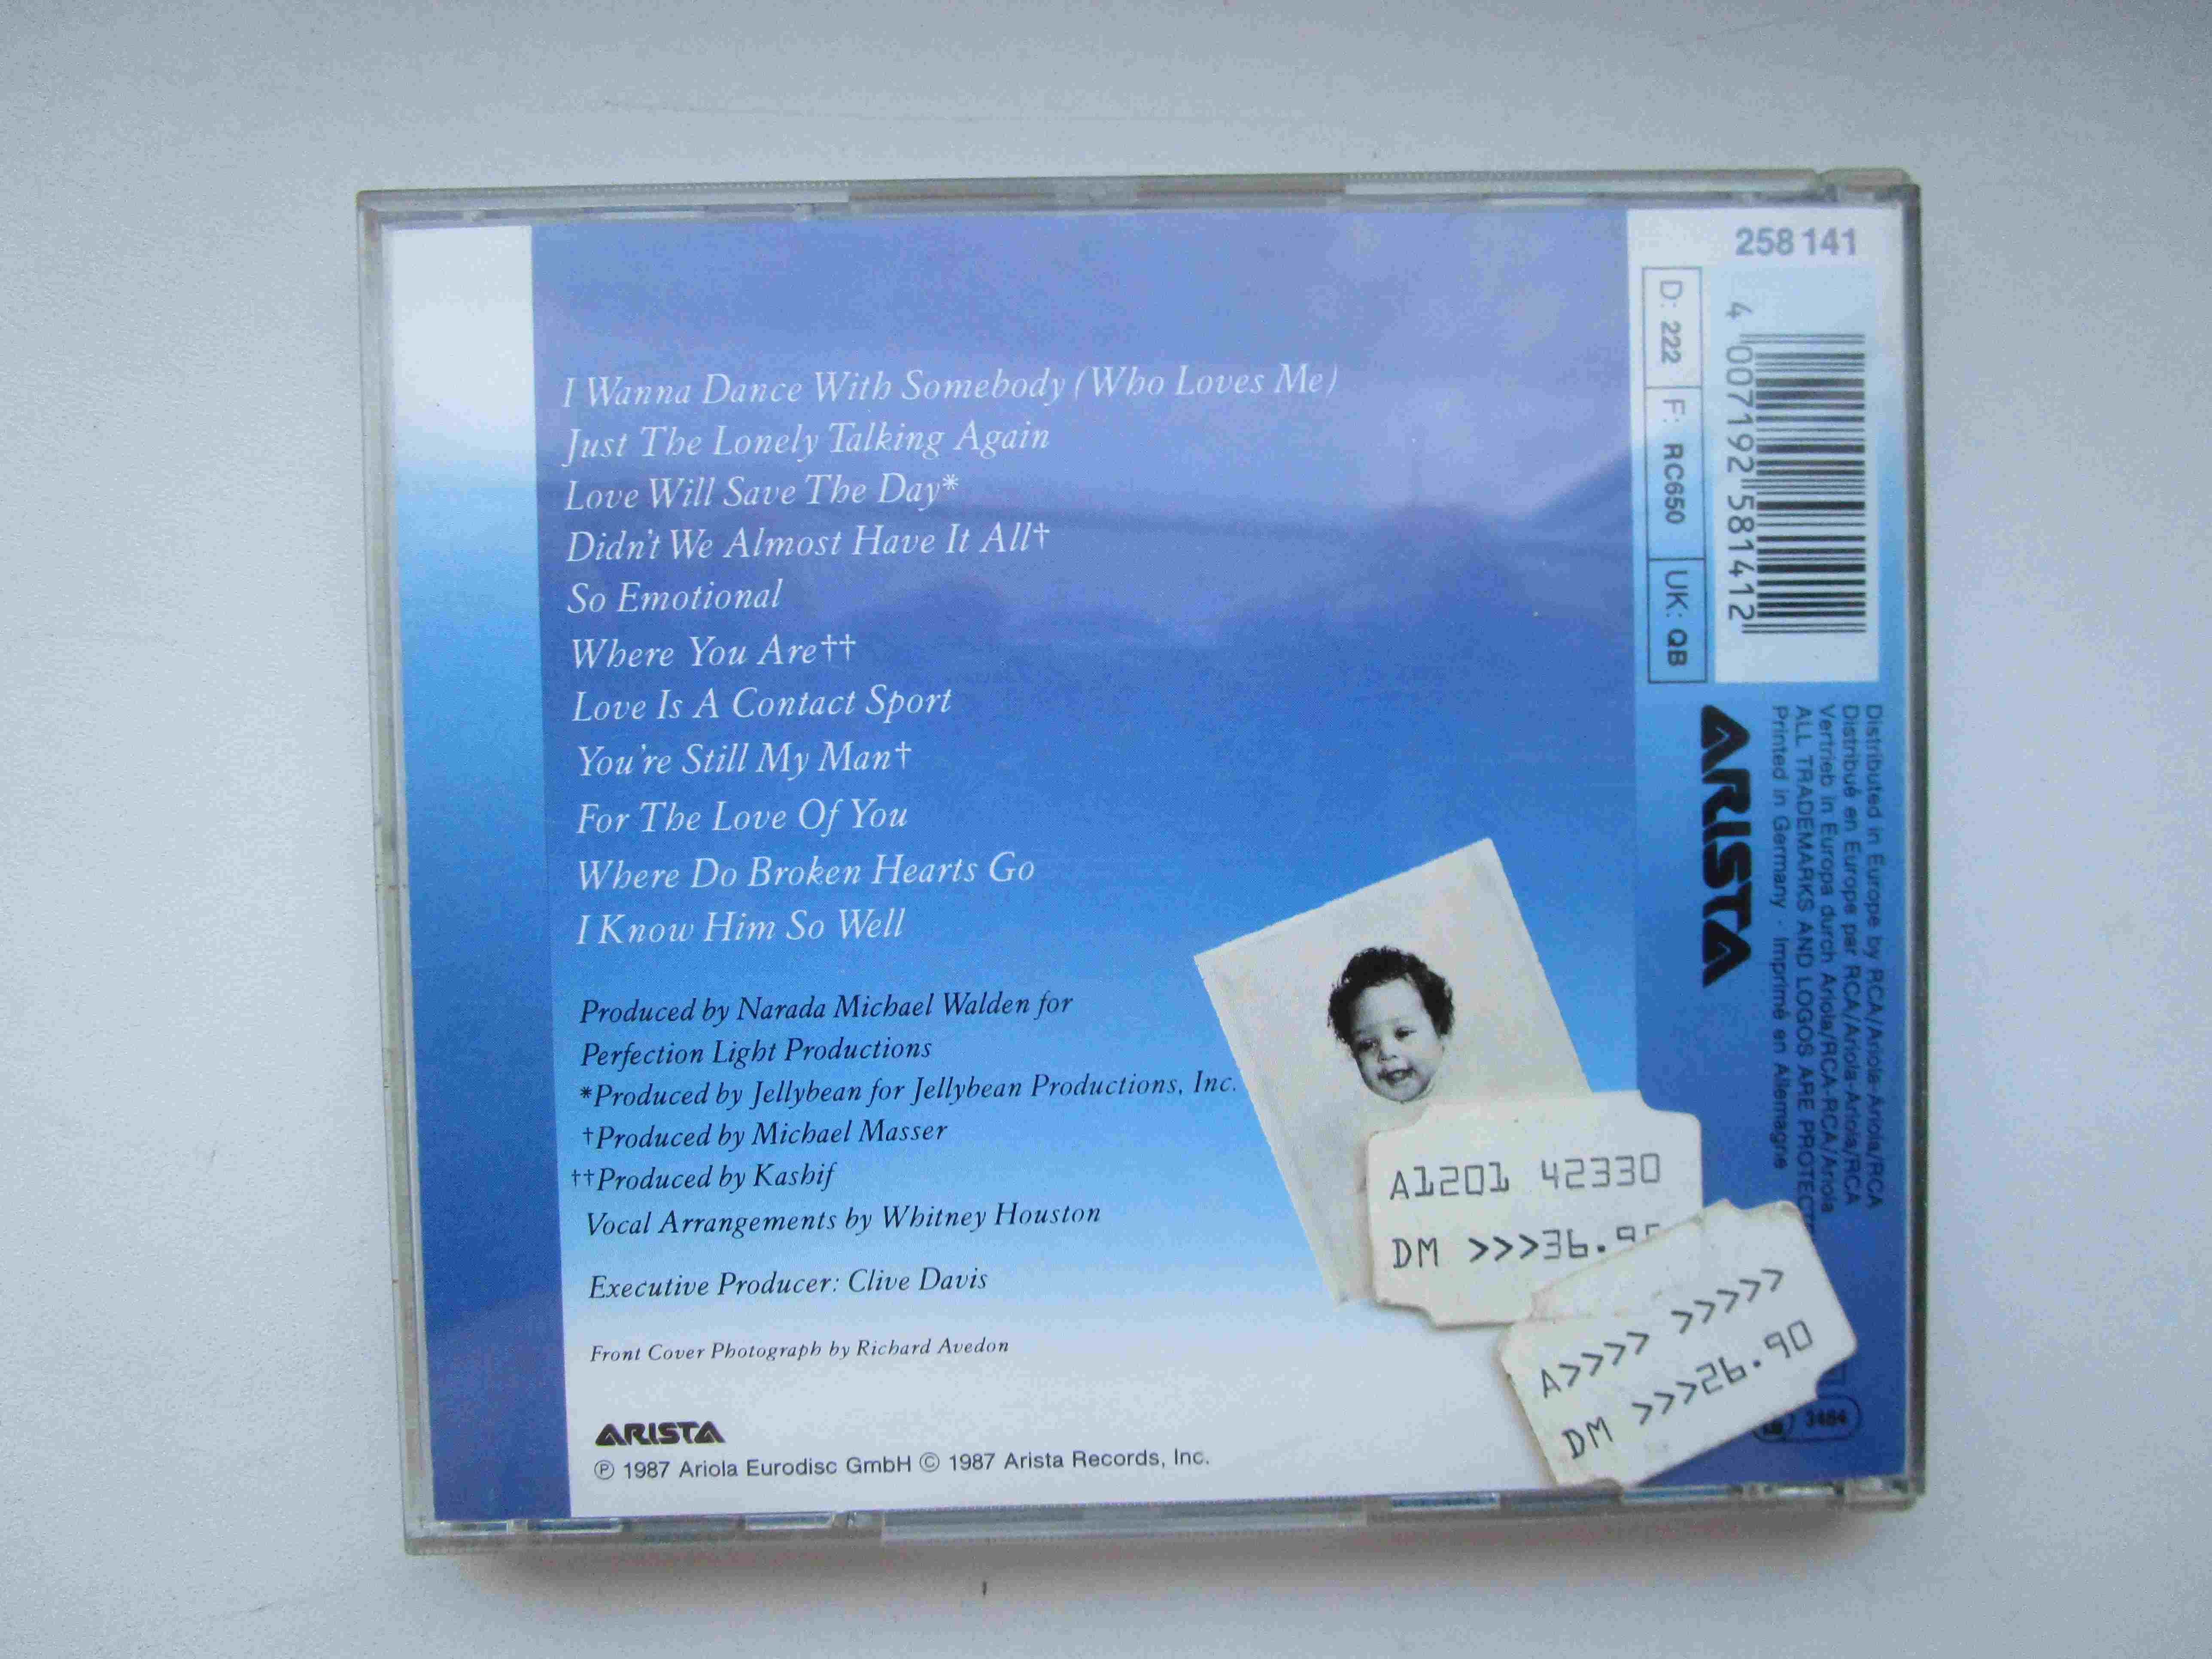 I Wanna Dance With Somebody (Who Loves Me)
Just The Lonely Talking Again
Love Will Save The Day*
Didn't We Almost Have It All†
So Emotional
Where You Are††
Love Is A Contact Sport
You're Still My Man†
For The Love Of You
Where Do Broken Hearts Go
I Know Him So Well
Produced by Narada Michael Walden for
Perfection Light Productions
*Produced by Jellybean for Jellybean Productions, Inc.
†Produced by Michael Masser
††Produced by Kashif
Vocal Arrangements by Whitney Houston
Executive Producer: Clive Davis
Front Cover Photograph by Richard Avedon
ARISTA
℗ 1987 Ariola Eurodisc GmbH © 1987 Arista Records, Inc.
258 141
4 007192 581412
D: 222 F: RC650 UK: QB
ARISTA
Distributed in Europe by RCA/Ariola-Ariola/RCA
Distribué en Europe par RCA/Ariola-Ariola/RCA
Vertrieb in Europa durch Ariola/RCA-RCA/Ariola
ALL TRADEMARKS AND LOGOS ARE
Printed in Germany · Imprimé en Allemagne
A1201 42330
DM >>>36.9
A>>>> >>>>>
DM >>>26.90
3484